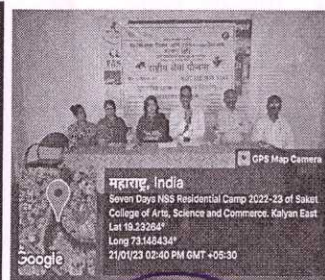 राष्ट्रीय सेवा योजना
GPS Map Camera
महाराष्ट्र, India
Seven Days NSS Residential Camp 2022-23 of Saket
College of Arts, Science and Commerce. Kalyan East
Lat 19.23264°
Long 73.148434°
21/01/23 02:40 PM GMT +05:30
Google